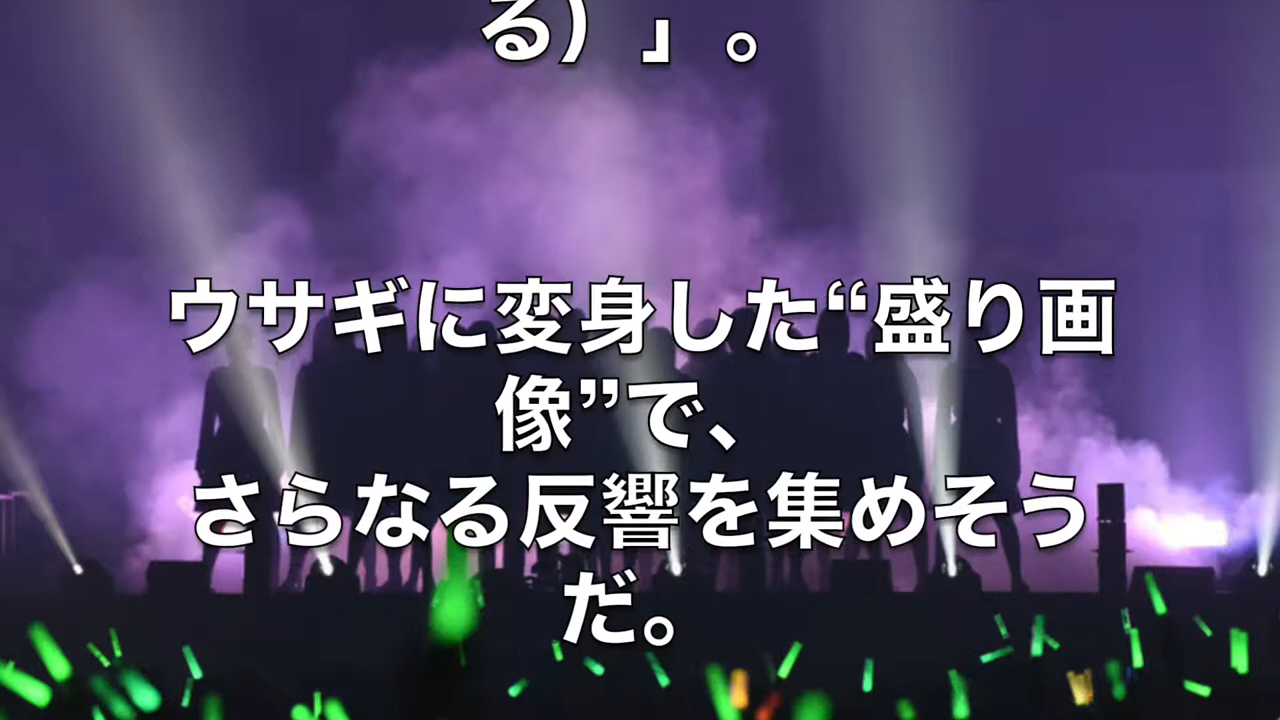 る）』。
ウサギに変身した“盛り画
像”で、
さらなる反響を集めそう
だ。